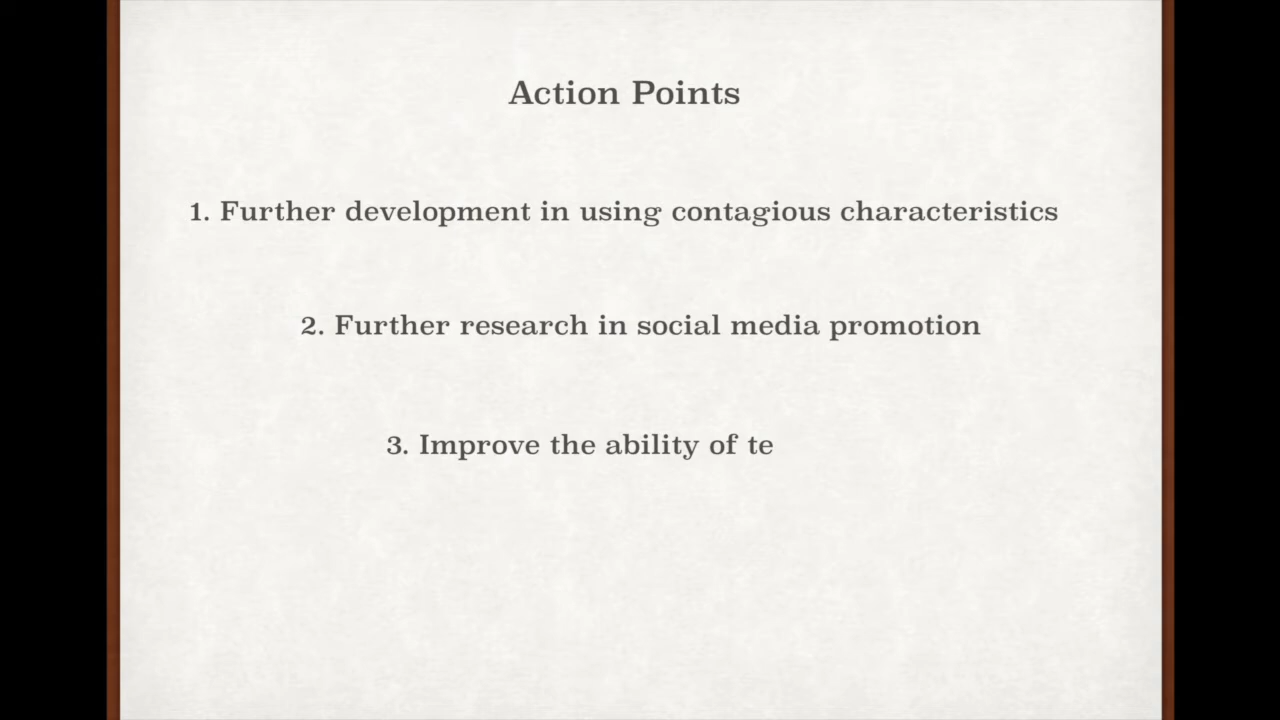 Action Points
1. Further development in using contagious characteristics
2. Further research in social media promotion
3. Improve the ability of te